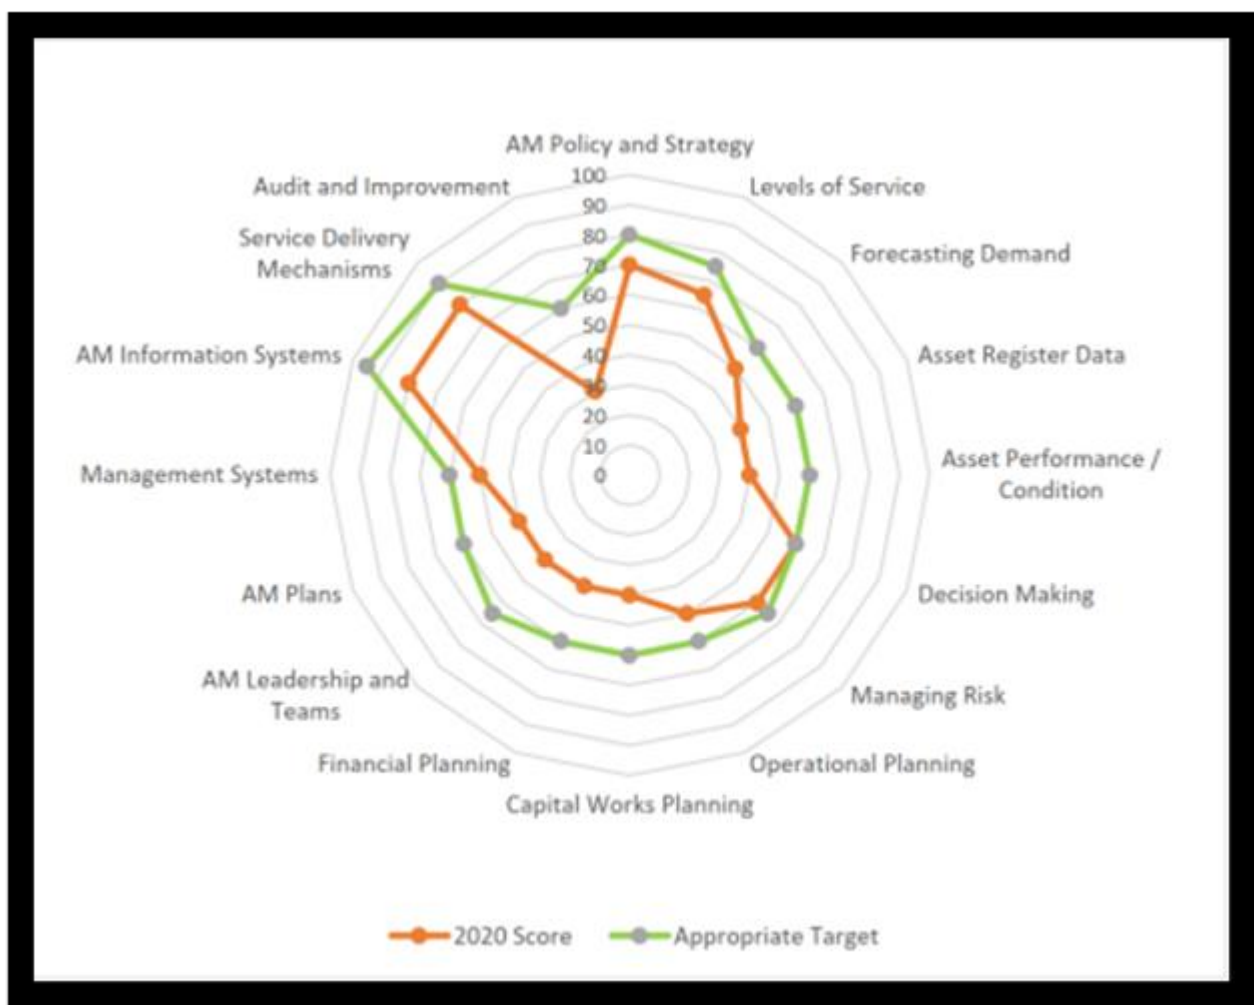 AM Policy and Strategy
Audit and Improvement
Levels of Service
Service Delivery
Mechanisms
Forecasting Demand
AM Information Systems
Asset Register Data
Management Systems
Asset Performance /
Condition
AM Plans
Decision Making
AM Leadership and
Teams
Managing Risk
Financial Planning
Operational Planning
Capital Works Planning
100
90
80
70
60
50
40
30
20
10
0
2020 Score
Appropriate Target